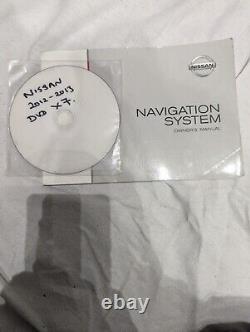 NISSAN
2012-2013
DVD X7.
NISSAN
NAVIGATION
SYSTEM
OWNER'S MANUAL